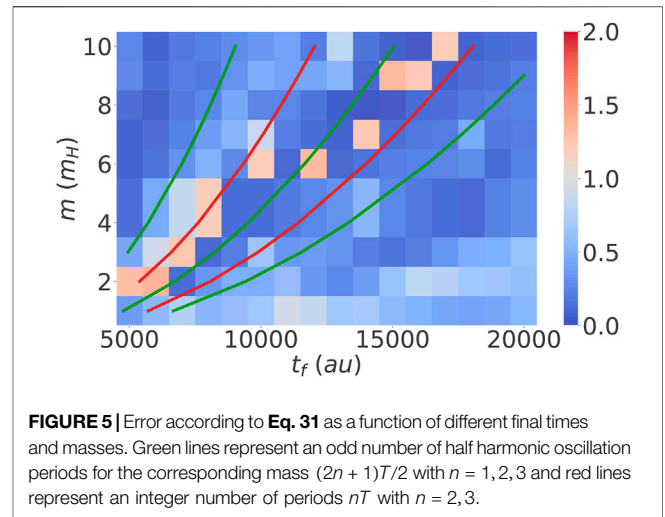 10
8
6
4
2
m (m_H)
5000 10000 15000 20000
t_f (au)
2.0
1.5
1.0
0.5
0.0
FIGURE 5 | Error according to Eq. 31 as a function of different final times
and masses. Green lines represent an odd number of half harmonic oscillation
periods for the corresponding mass (2n + 1)T/2 with n = 1, 2, 3 and red lines
represent an integer number of periods nT with n = 2, 3.